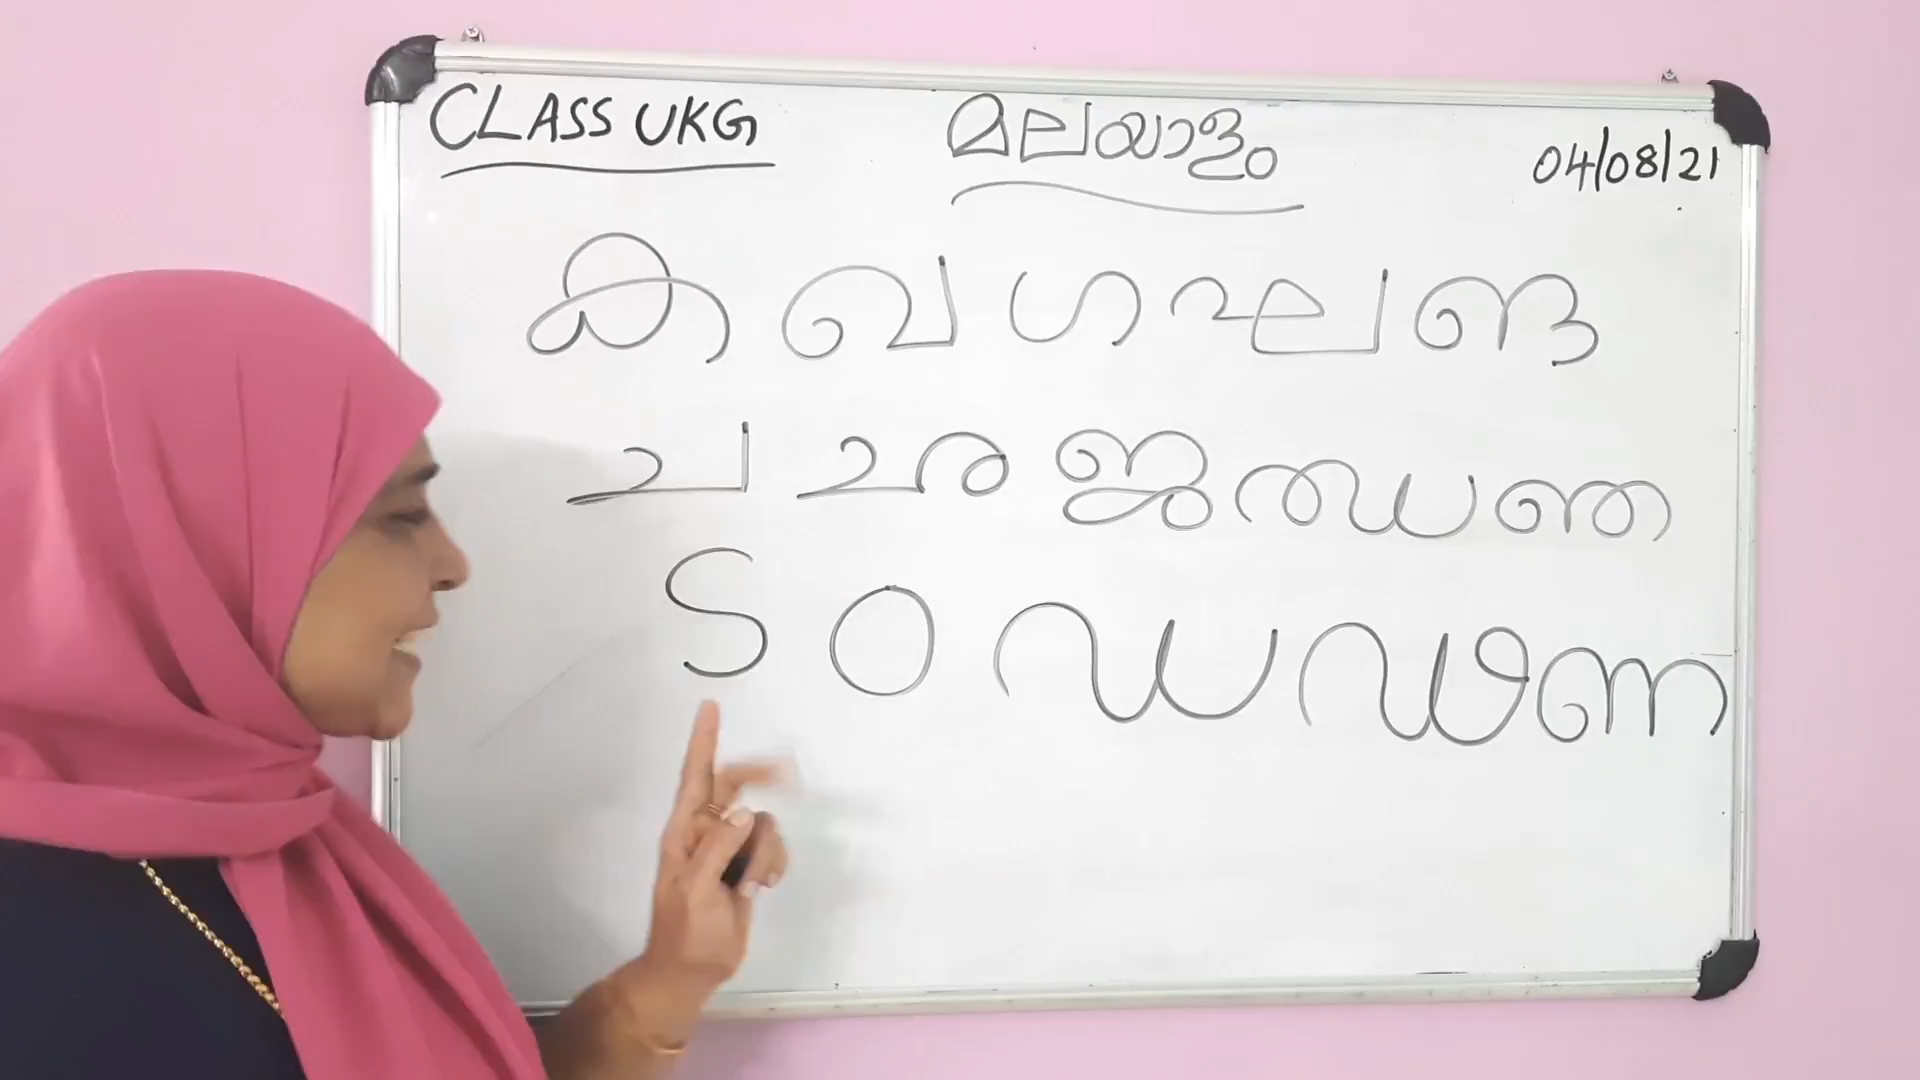 CLASS UKG മലയാളം 04/08/21
ക ഖ ഗ ഘ ങ
ച ഛ ജ ഝ ഞ
ട ഠ ഡ ഢ ണ